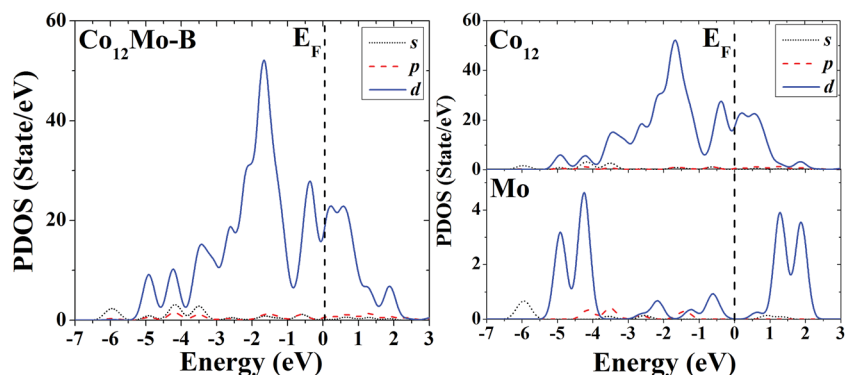 Co₁₂Mo-B
E_F
s
p
d
PDOS (State/eV)
60
40
20
0
-7 -6 -5 -4 -3 -2 -1 0 1 2 3
Energy (eV)
Co₁₂
E_F
s
p
d
60
40
20
0
PDOS (State/eV)
Mo
4
2
0
-7 -6 -5 -4 -3 -2 -1 0 1 2 3
Energy (eV)